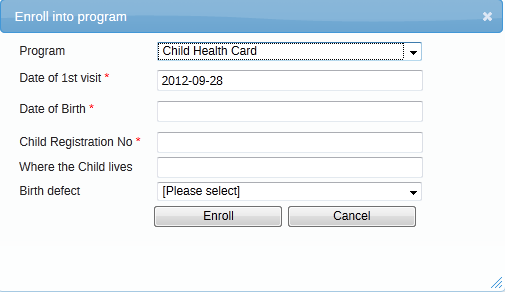 Enroll into program
Program Child Health Card
Date of 1st visit * 2012-09-28
Date of Birth *
Child Registration No *
Where the Child lives
Birth defect [Please select]
Enroll Cancel